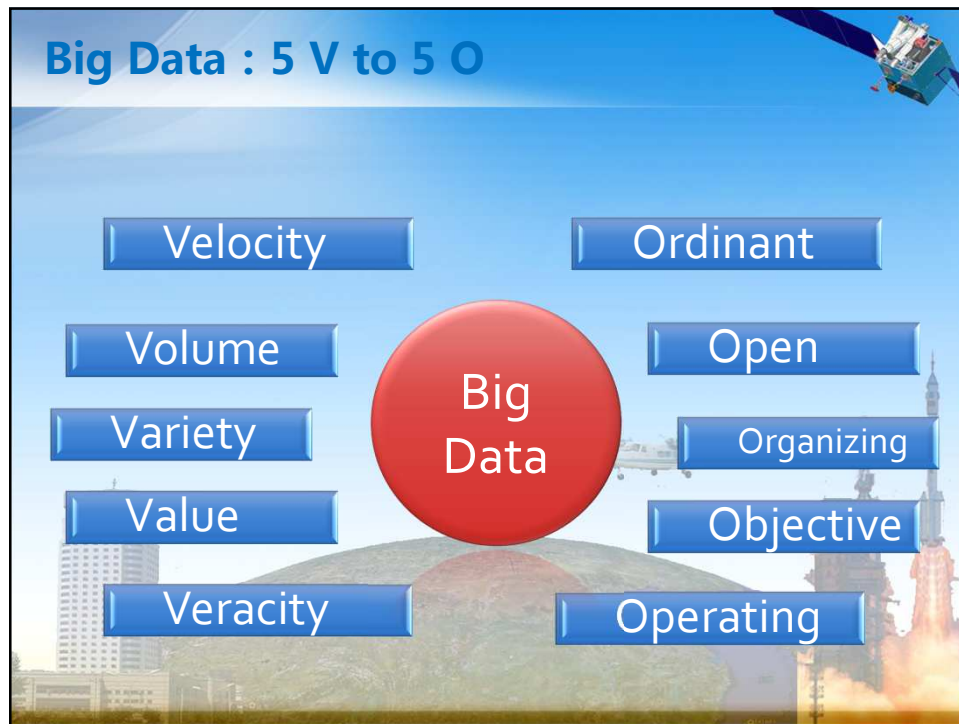 Big Data : 5 V to 5 O
Velocity
Volume
Variety
Value
Veracity
Big
Data
Ordinant
Open
Organizing
Objective
Operating